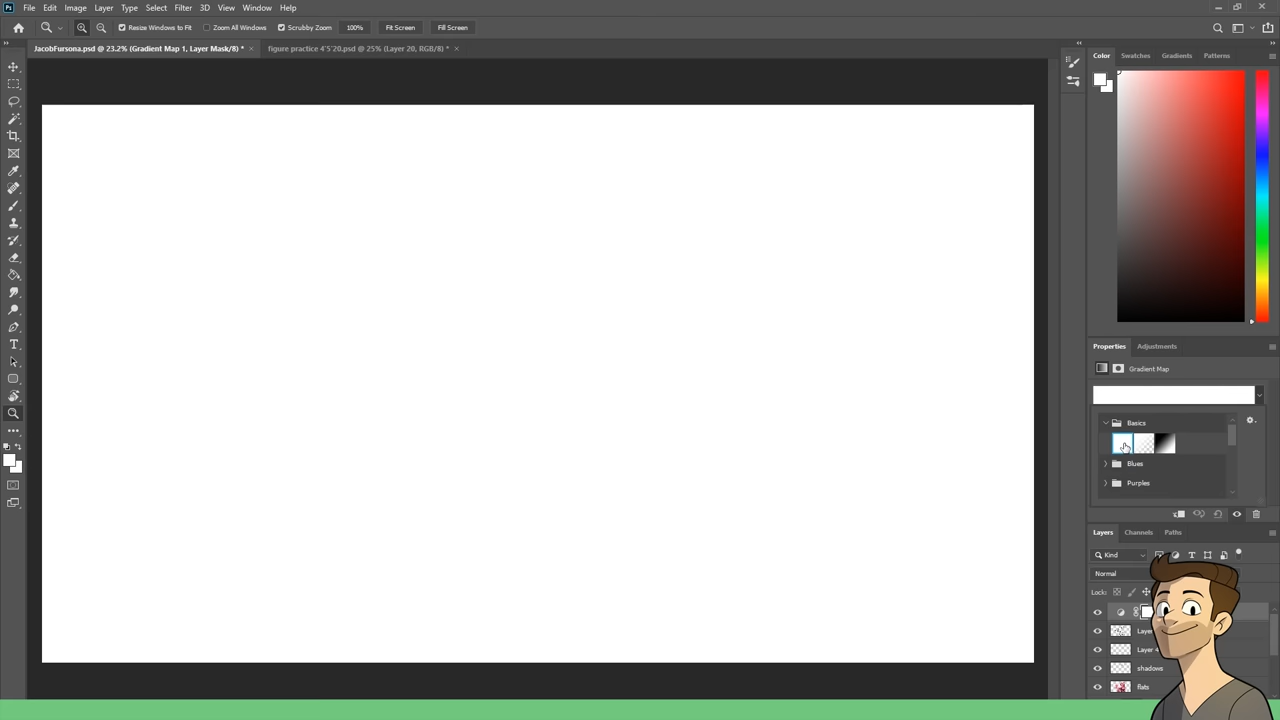 Ps File Edit Image Layer Type Select Filter 3D View Window Help
Resize Windows to Fit Zoom All Windows Scrubby Zoom 100% Fit Screen Fill Screen
JacobFursona.psd @ 23.2% (Gradient Map 1, Layer Mask/8) * × figure practice 4'5'20.psd @ 25% (Layer 20, RGB/8) * ×
Color Swatches Gradients Patterns
Properties Adjustments
Gradient Map
Basics
Blues
Purples
Layers Channels Paths
Kind
Normal
Lock:
Layer
Layer 4
shadows
flats